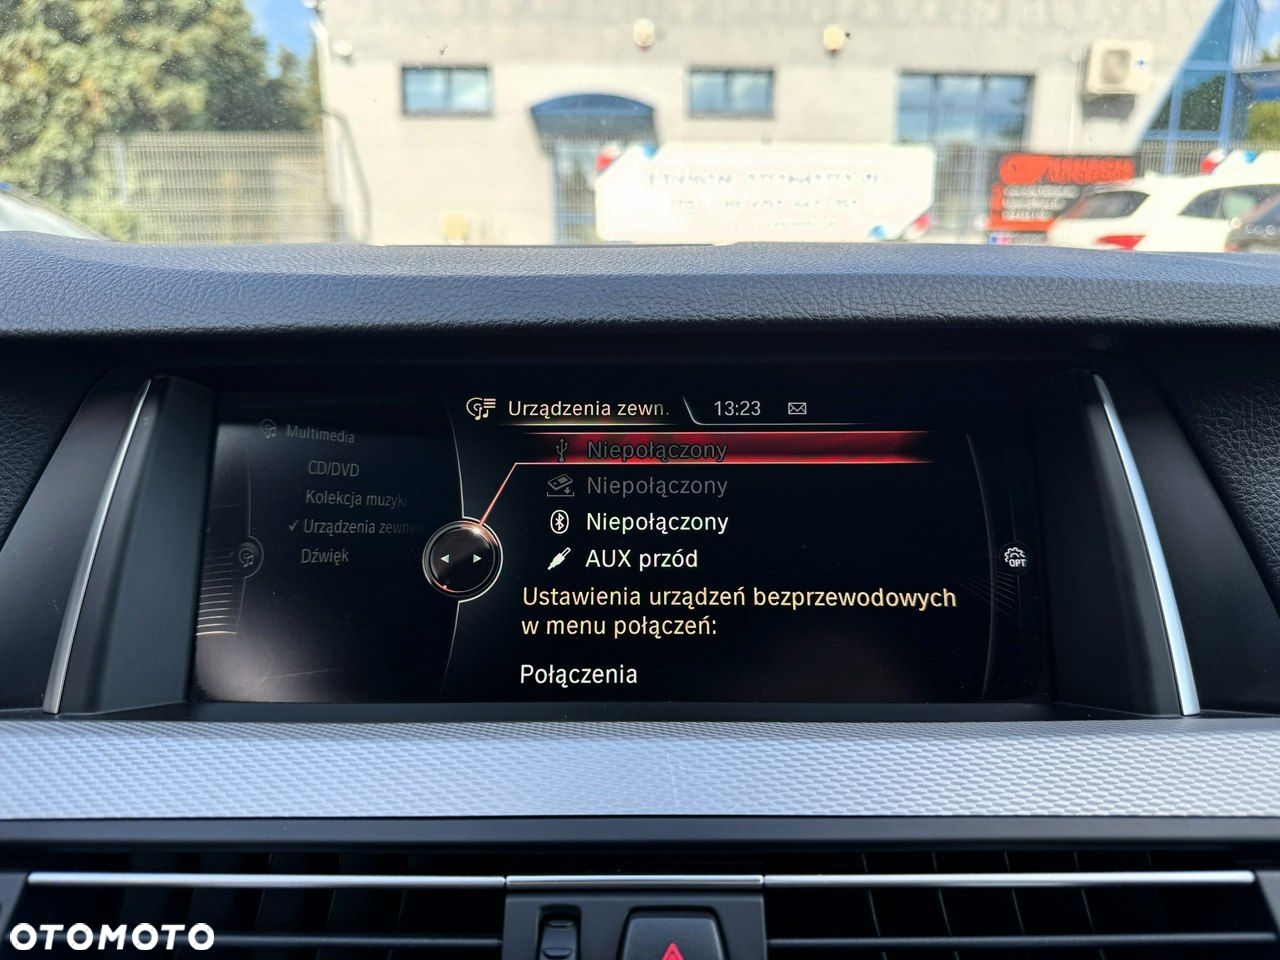 Urządzenia zewn. 13:23
Multimedia
CD/DVD
Kolekcja muzyki
✓ Urządzenia zewnę
Dźwięk
Niepołączony
Niepołączony
Niepołączony
AUX przód
Ustawienia urządzeń bezprzewodowych
w menu połączeń:
Połączenia
OPT
OTOMOTO